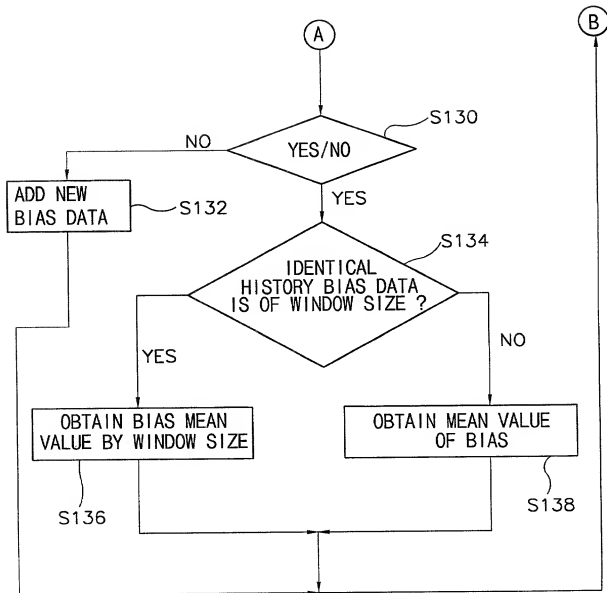 A
B
S130
NO
YES/NO
ADD NEW
BIAS DATA
S132
YES
S134
IDENTICAL
HISTORY BIAS DATA
IS OF WINDOW SIZE ?
YES
NO
OBTAIN BIAS MEAN
VALUE BY WINDOW SIZE
OBTAIN MEAN VALUE
OF BIAS
S136
S138